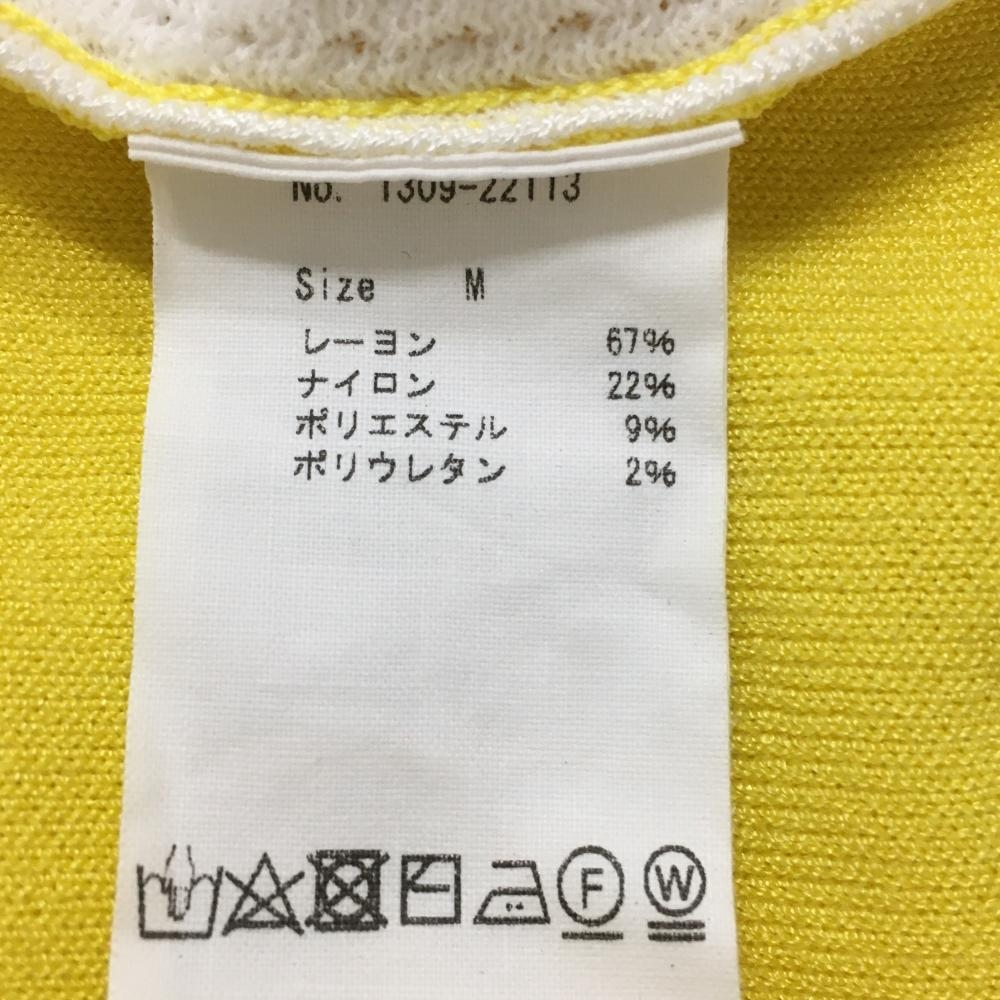 No. 1309-22113
Size M
レーヨン 67%
ナイロン 22%
ポリエステル 9%
ポリウレタン 2%
F W